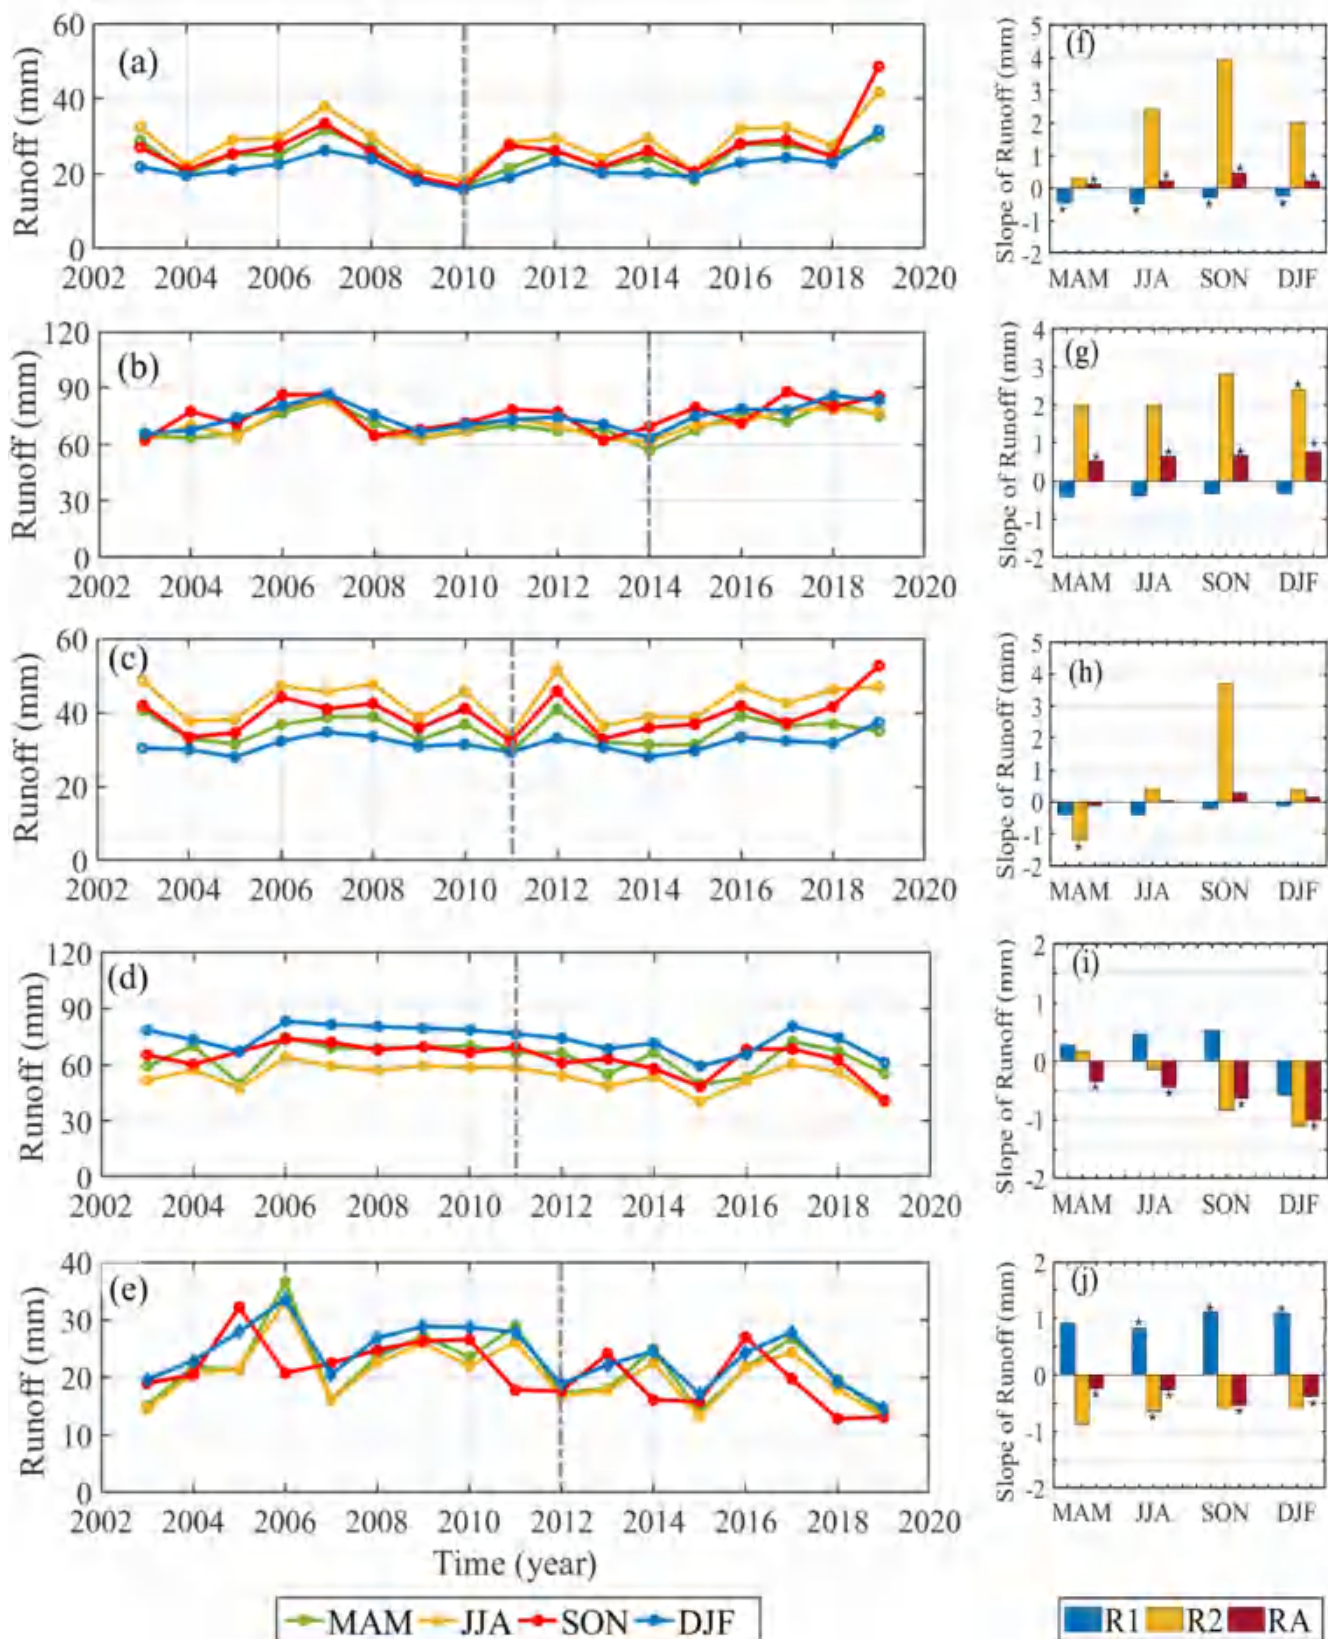 (a)
Runoff (mm)
60
40
20
0
2002 2004 2006 2008 2010 2012 2014 2016 2018 2020
(f)
Slope of Runoff (mm)
5
4
3
2
1
0
-1
-2
MAM JJA SON DJF
(b)
Runoff (mm)
120
90
60
30
0
2002 2004 2006 2008 2010 2012 2014 2016 2018 2020
(g)
Slope of Runoff (mm)
4
3
2
1
0
-1
-2
MAM JJA SON DJF
(c)
Runoff (mm)
60
40
20
0
2002 2004 2006 2008 2010 2012 2014 2016 2018 2020
(h)
Slope of Runoff (mm)
5
4
3
2
1
0
-1
-2
MAM JJA SON DJF
(d)
Runoff (mm)
120
90
60
30
0
2002 2004 2006 2008 2010 2012 2014 2016 2018 2020
(i)
Slope of Runoff (mm)
2
1
0
-1
-2
MAM JJA SON DJF
(e)
Runoff (mm)
40
30
20
10
0
2002 2004 2006 2008 2010 2012 2014 2016 2018 2020
Time (year)
(j)
Slope of Runoff (mm)
2
1
0
-1
-2
MAM JJA SON DJF
MAM JJA SON DJF
R1 R2 RA